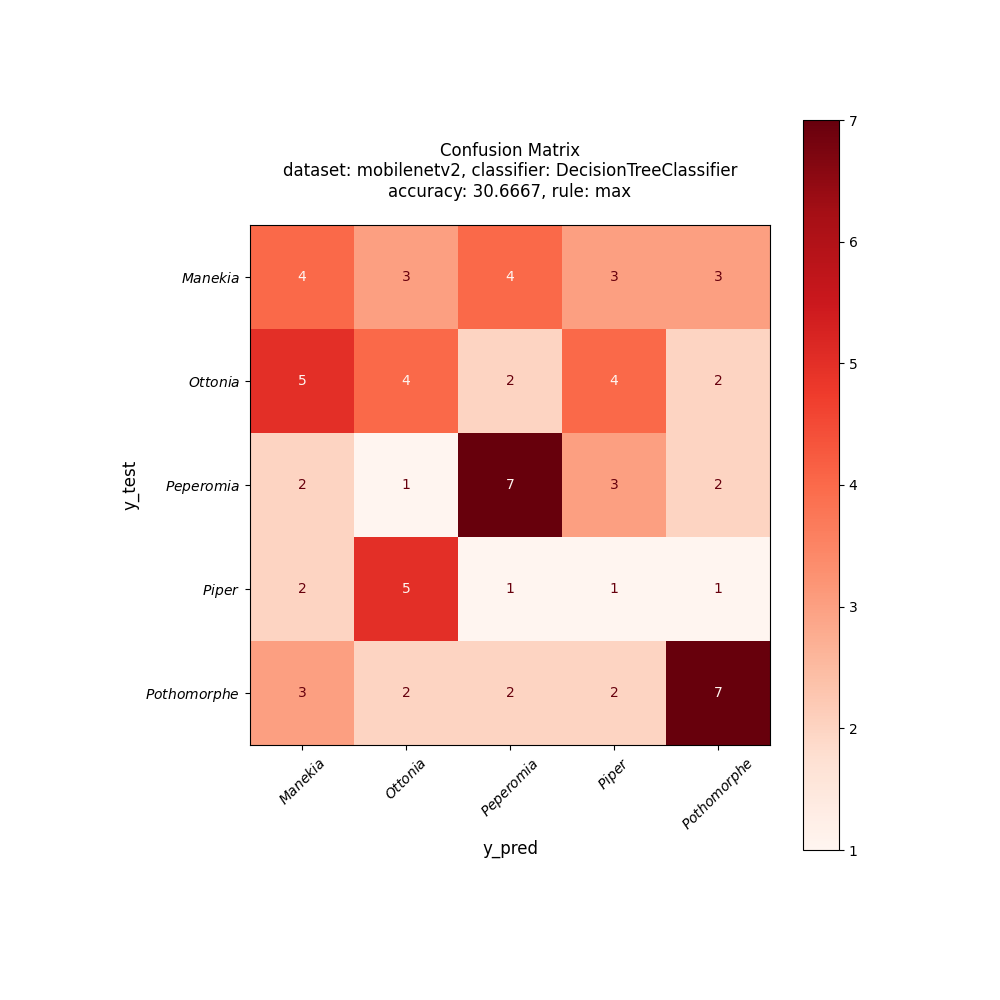 Confusion Matrix
dataset: mobilenetv2, classifier: DecisionTreeClassifier
accuracy: 30.6667, rule: max
Manekia 4 3 4 3 3
Ottonia 5 4 2 4 2
Peperomia 2 1 7 3 2
Piper 2 5 1 1 1
Pothomorphe 3 2 2 2 7
y_test
Manekia Ottonia Peperomia Piper Pothomorphe
y_pred
7
6
5
4
3
2
1